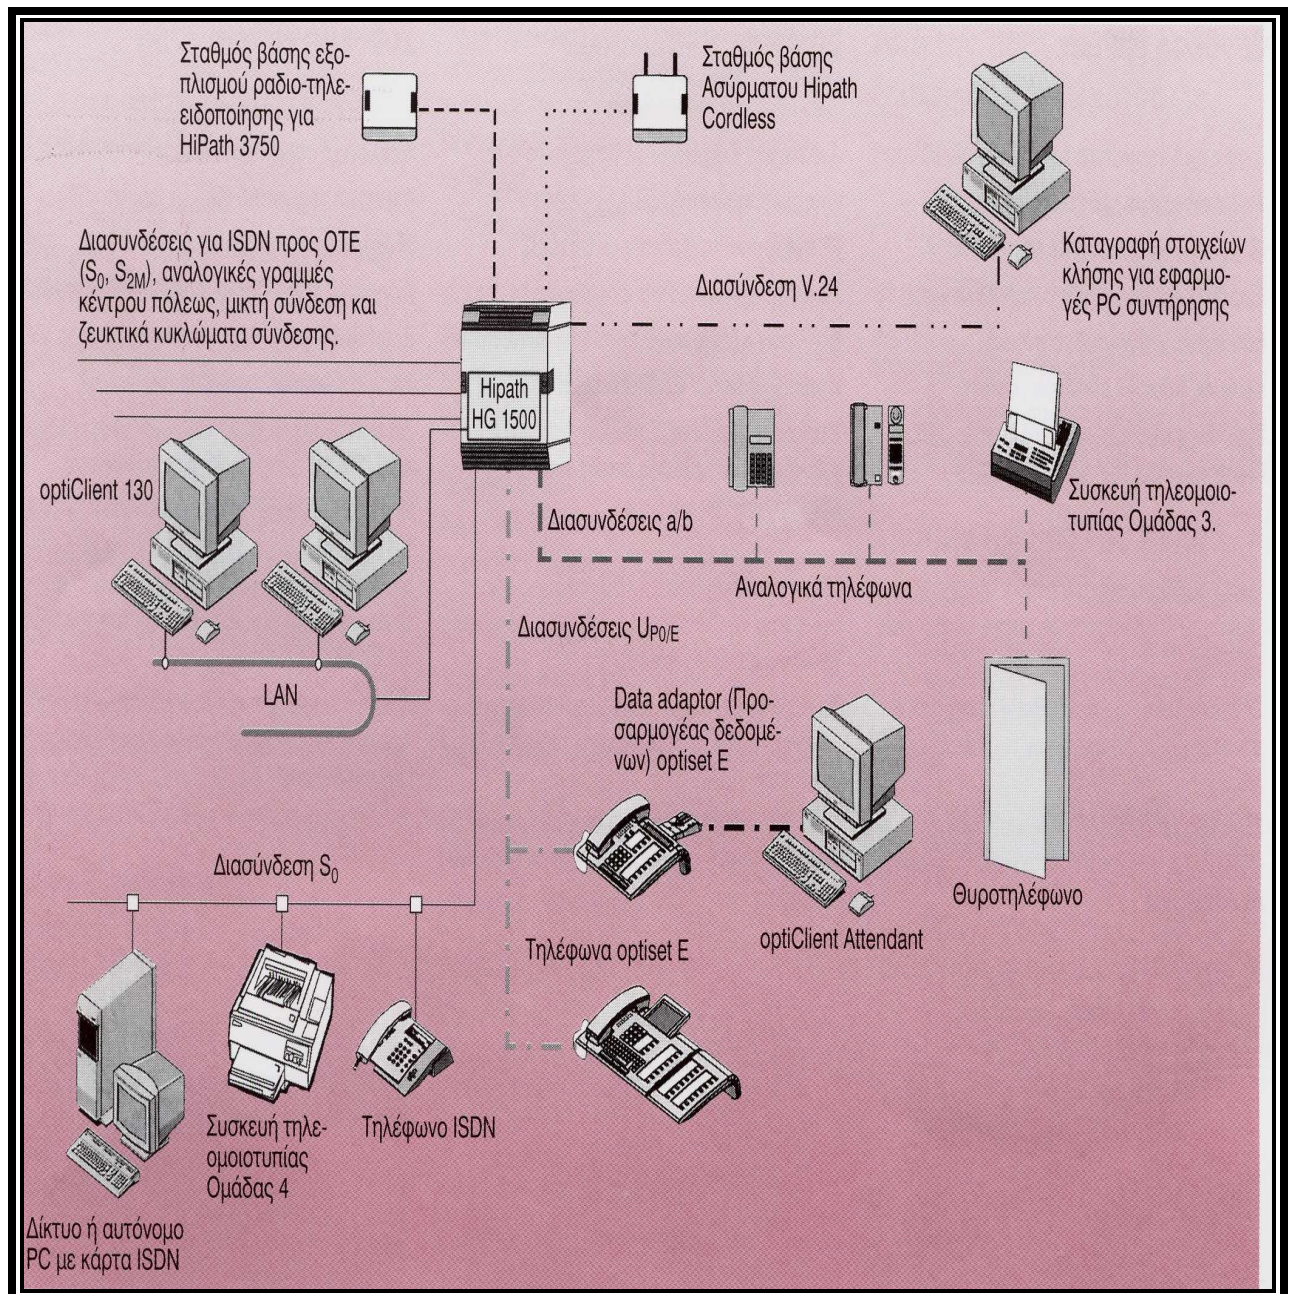 Σταθμός βάσης εξο-
πλισμού ραδιο-τηλε-
ειδοποίησης για
HiPath 3750
Σταθμός βάσης
Ασύρματου Hipath
Cordless
Διασυνδέσεις για ISDN προς ΟΤΕ
(S₀, S₂M), αναλογικές γραμμές
κέντρου πόλεως, μικτή σύνδεση και
ζευκτικά κυκλώματα σύνδεσης.
Διασύνδεση V.24
Καταγραφή στοιχείων
κλήσης για εφαρμο-
γές PC συντήρησης
Hipath
HG 1500
optiClient 130
Διασυνδέσεις a/b
Συσκευή τηλεομοιο-
τυπίας Ομάδας 3.
Αναλογικά τηλέφωνα
Διασυνδέσεις UP0/E
LAN
Data adaptor (Προ-
σαρμογέας δεδομέ-
νων) optiset E
Διασύνδεση S₀
Θυροτηλέφωνο
optiClient Attendant
Τηλέφωνα optiset E
Συσκευή τηλε-
ομοιοτυπίας
Ομάδας 4
Τηλέφωνο ISDN
Δίκτυο ή αυτόνομο
PC με κάρτα ISDN